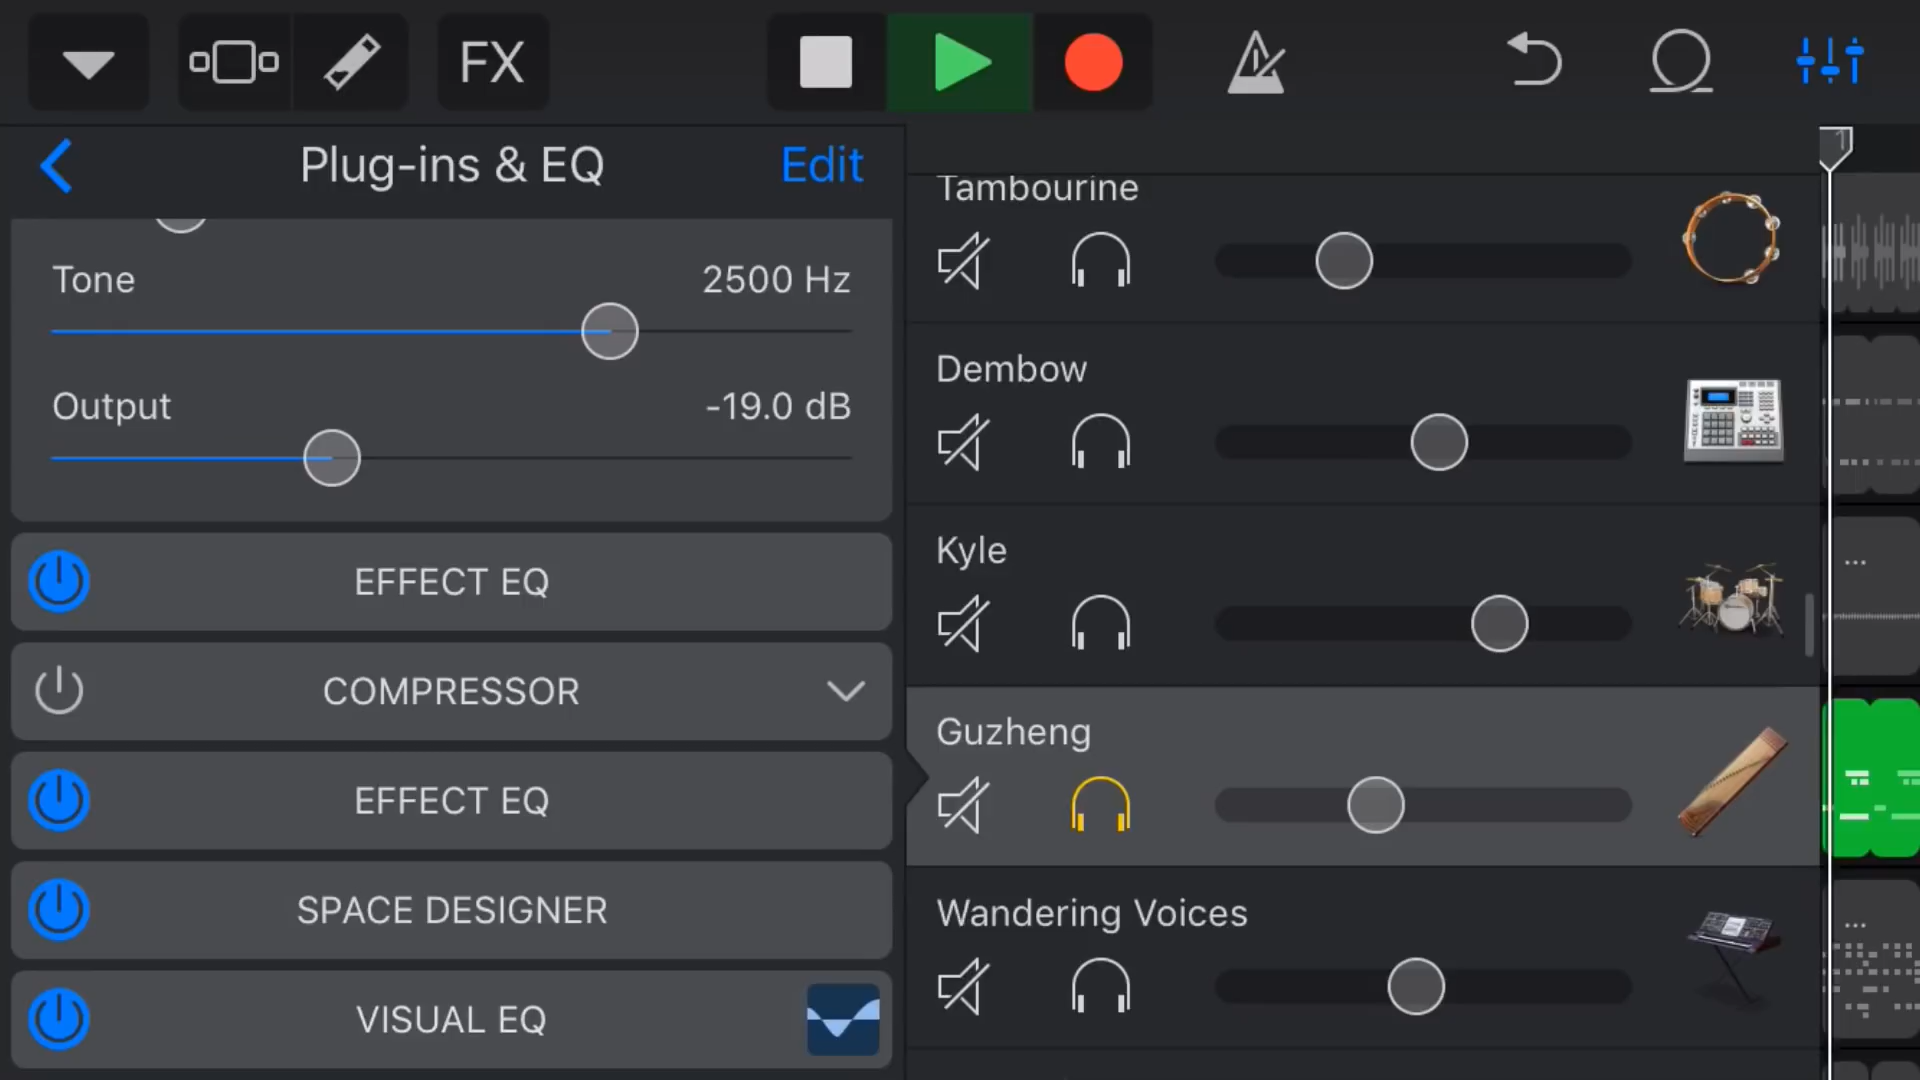 FX
Plug-ins & EQ
Edit
Tone
2500 Hz
Output
-19.0 dB
EFFECT EQ
COMPRESSOR
EFFECT EQ
SPACE DESIGNER
VISUAL EQ
1
Tambourine
Dembow
Kyle
Guzheng
Wandering Voices